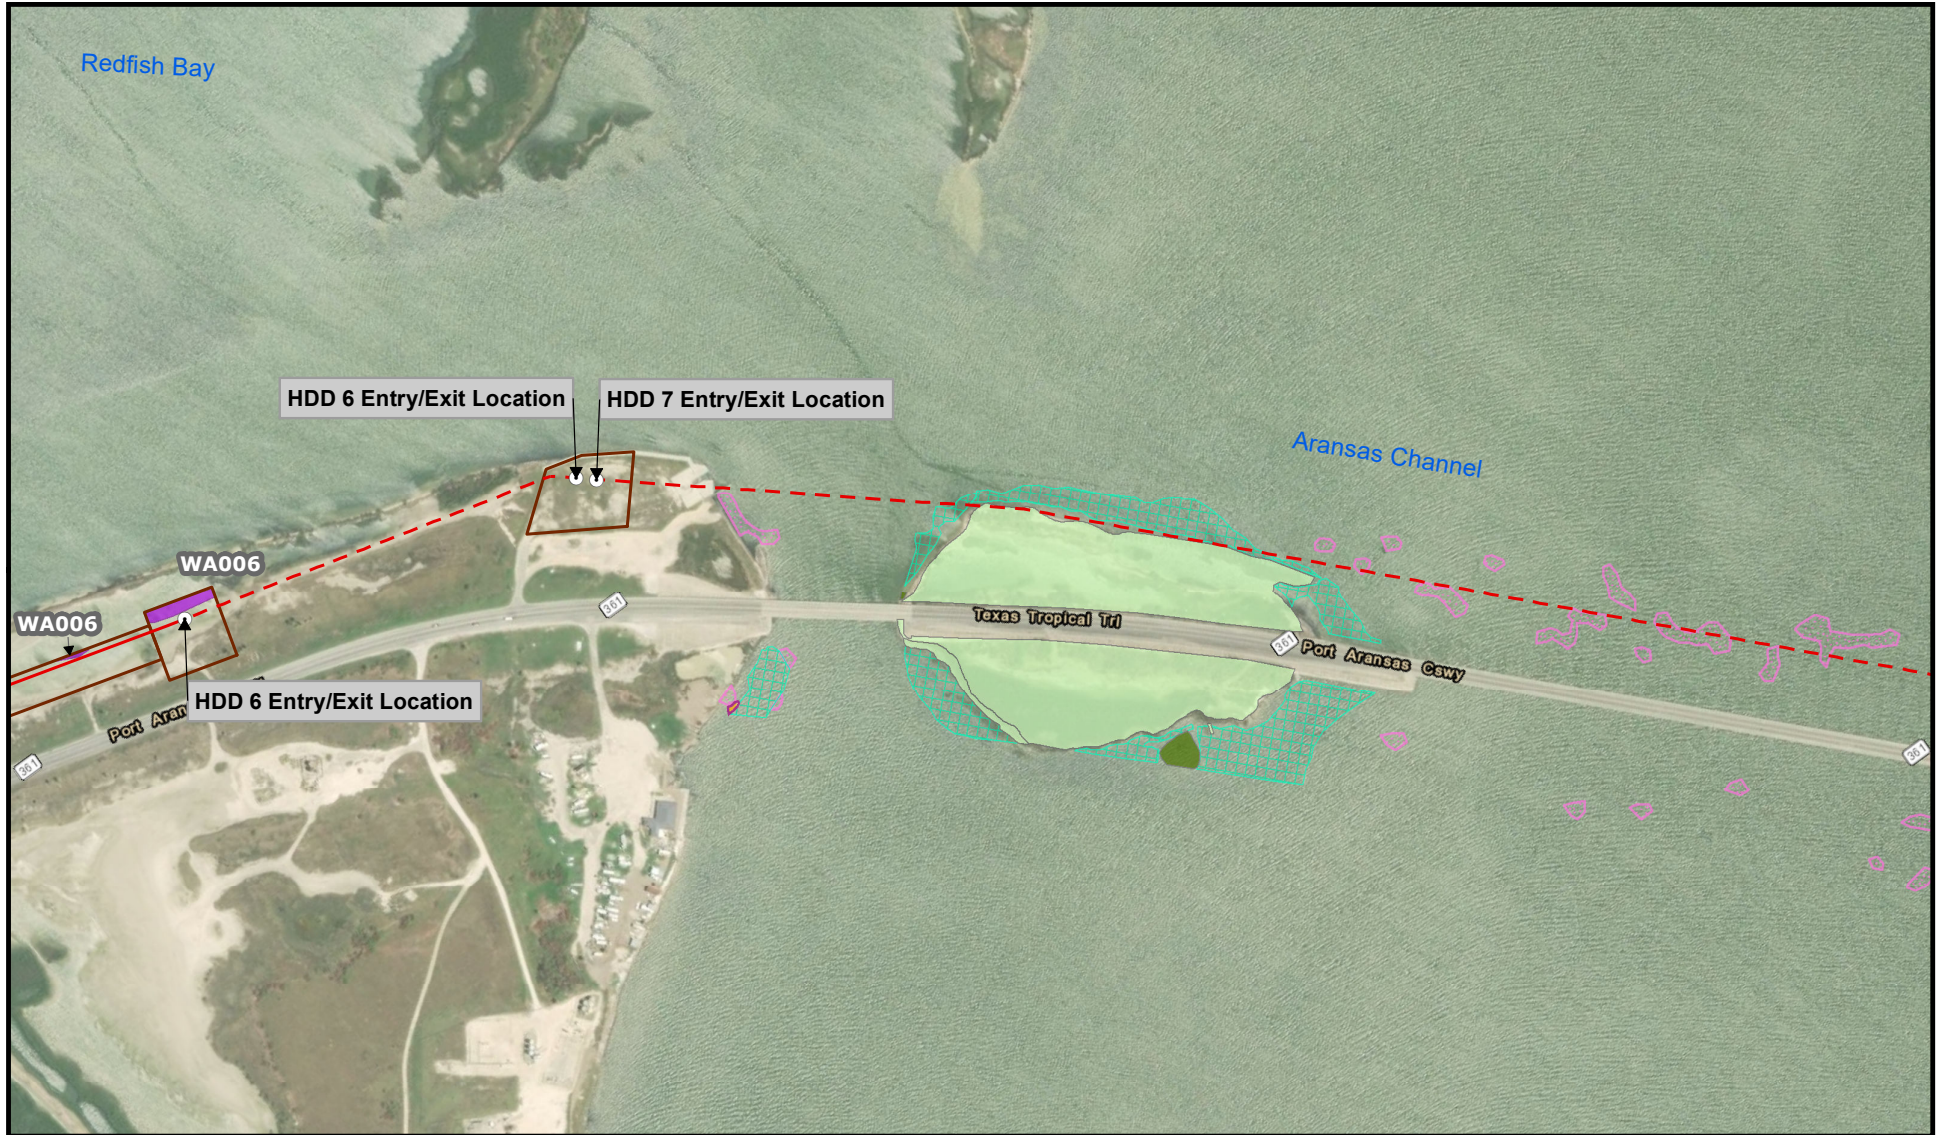 Redfish Bay
HDD 6 Entry/Exit Location
HDD 7 Entry/Exit Location
Aransas Channel
WA006
WA006
361
Texas Tropical Trl
361
Port Aransas Cswy
HDD 6 Entry/Exit Location
Port Aran
361
361